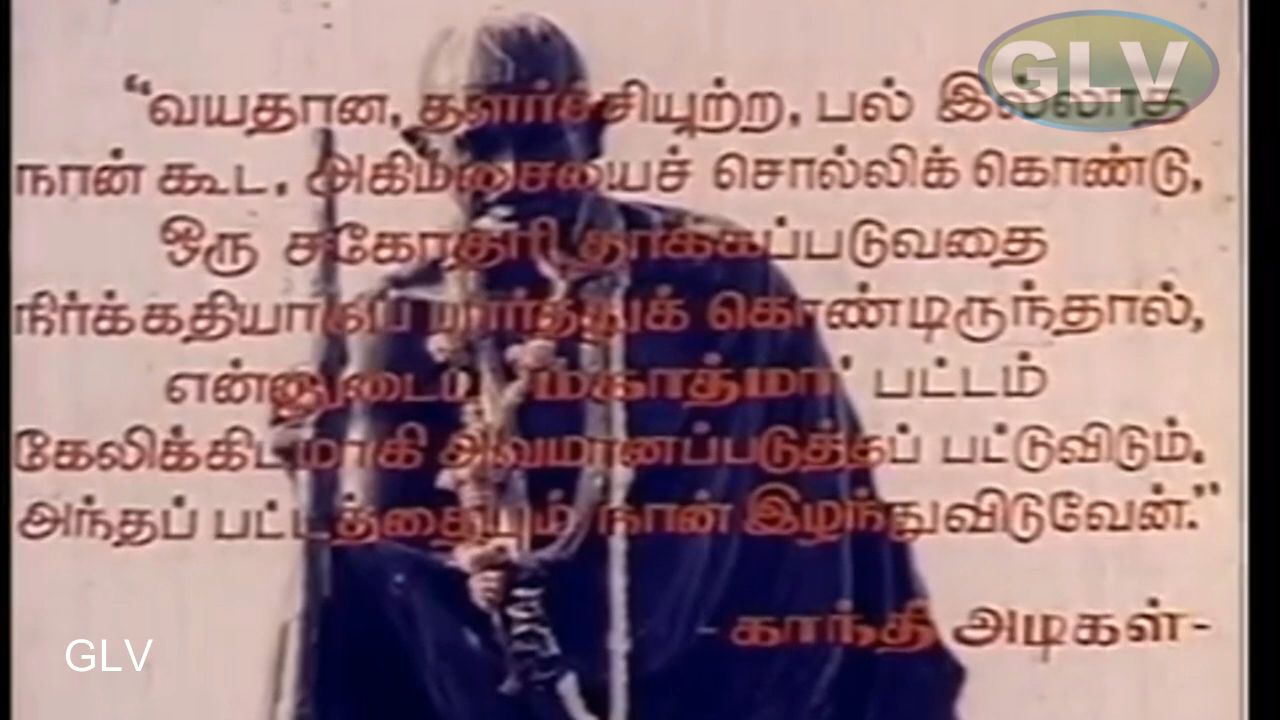 GLV
“வயதான, தளர்ச்சியுற்ற, பல் இல்லாத
நான் கூட, அகிம்சையைச் சொல்லிக் கொண்டு,
ஒரு சகோதரி தாக்கப்படுவதை
நிர்க்கதியாகப் பார்த்துக் கொண்டிருந்தால்,
என்னுடைய 'மகாத்மா' பட்டம்
கேலிக்கிடமாகி அவமானப்படுத்தப் பட்டுவிடும்.
அந்தப் பட்டத்தையும் நான் இழந்துவிடுவேன்.”
-காந்தி அடிகள்-
GLV